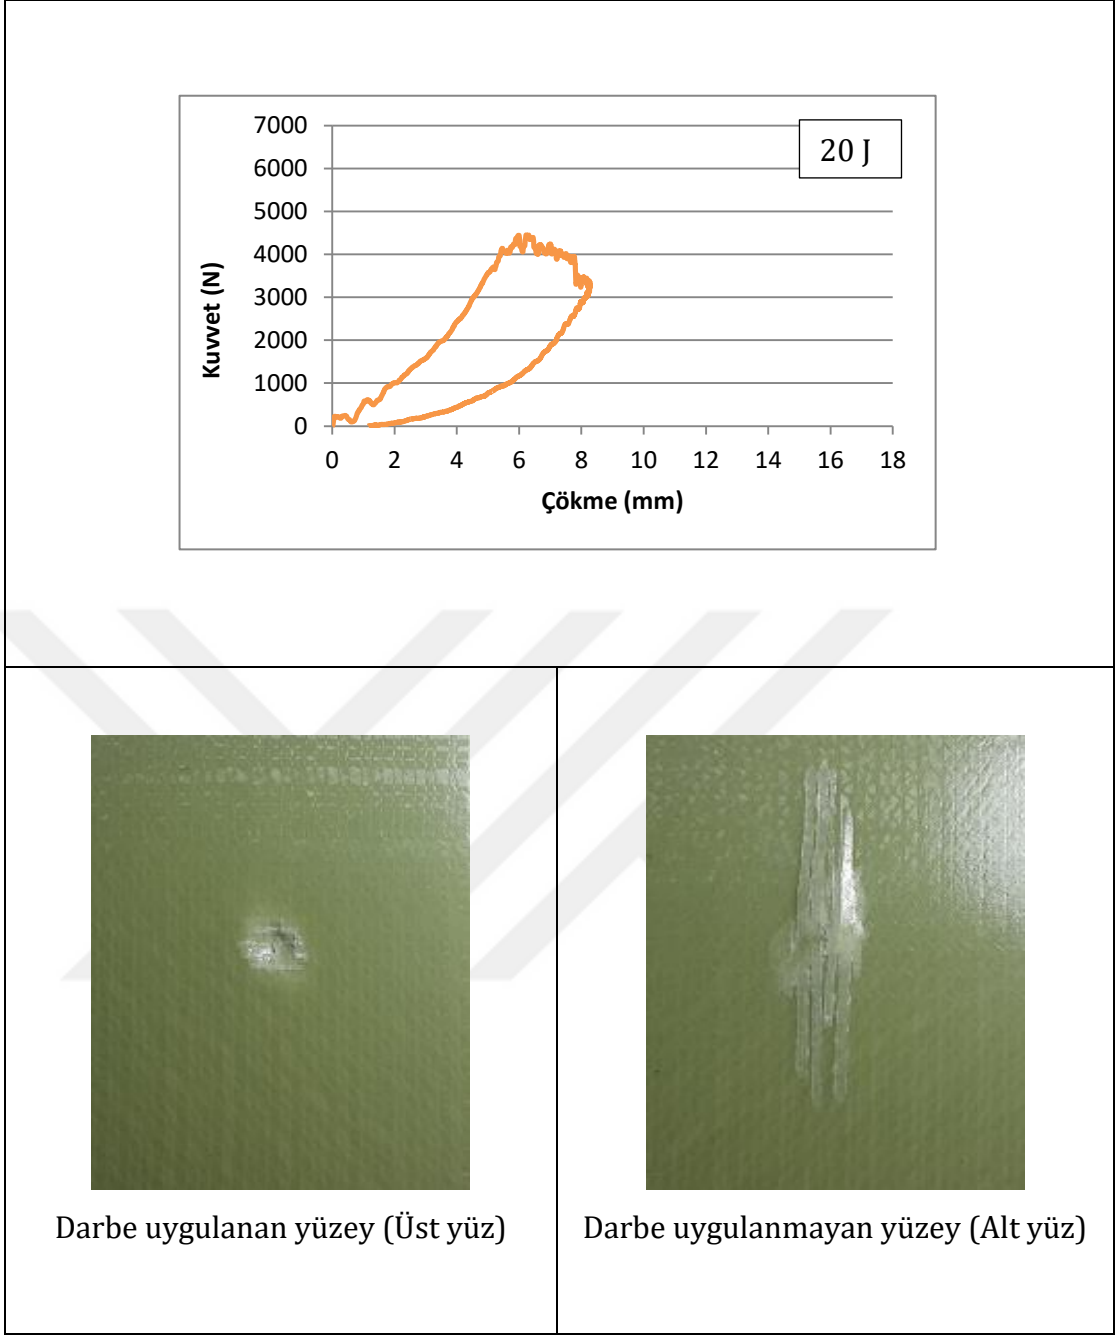 20 J
7000
6000
5000
4000
3000
2000
1000
0
Kuvvet (N)
0 2 4 6 8 10 12 14 16 18
Çökme (mm)
Darbe uygulanan yüzey (Üst yüz)
Darbe uygulanmayan yüzey (Alt yüz)